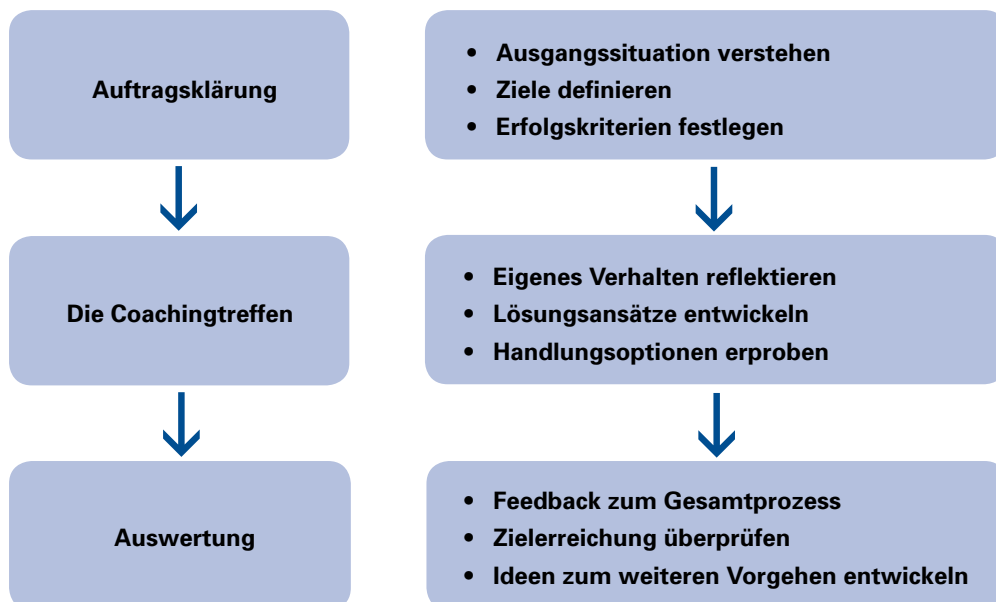 Auftragsklärung
• Ausgangssituation verstehen
• Ziele definieren
• Erfolgskriterien festlegen
Die Coachingtreffen
• Eigenes Verhalten reflektieren
• Lösungsansätze entwickeln
• Handlungsoptionen erproben
Auswertung
• Feedback zum Gesamtprozess
• Zielerreichung überprüfen
• Ideen zum weiteren Vorgehen entwickeln